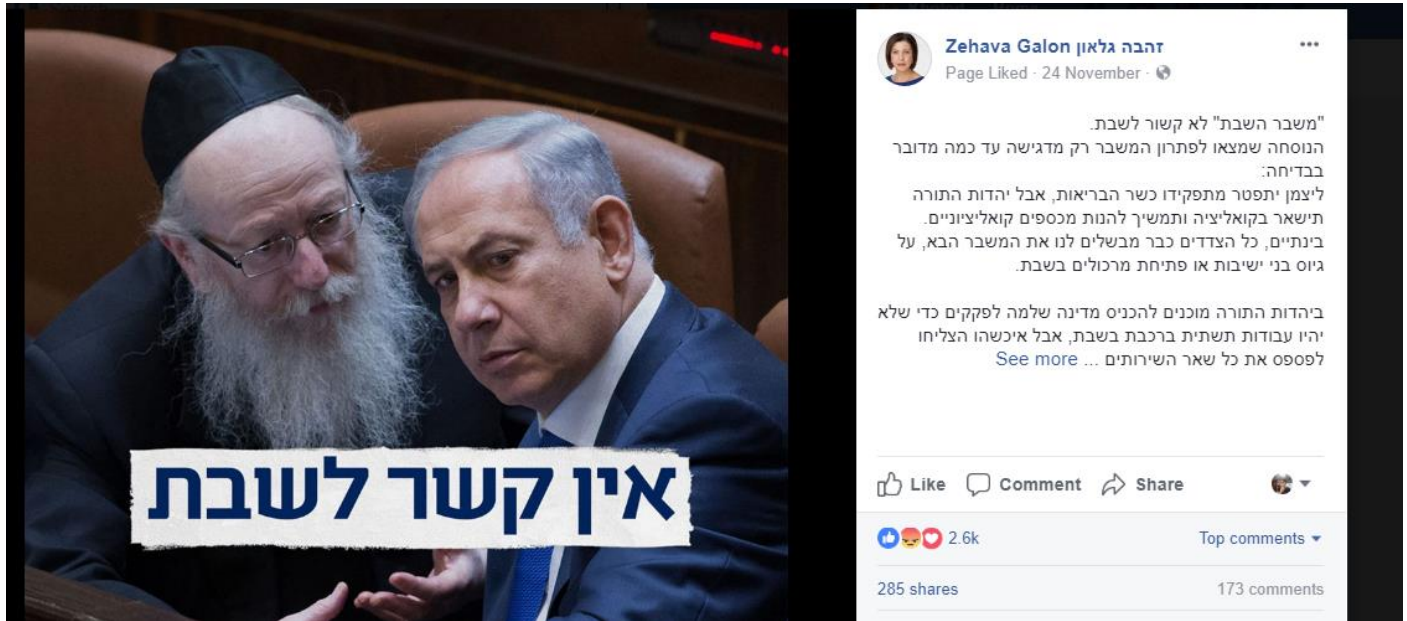 אין קשר לשבת
Zehava Galon זהבה גלאון
Page Liked · 24 November ·
"משבר השבת" לא קשור לשבת.
הנוסחה שמצאו לפתרון המשבר רק מדגישה עד כמה מדובר
בבדיחה:
ליצמן יתפטר מתפקידו כשר הבריאות, אבל יהדות התורה
תישאר בקואליציה ותמשיך להנות מכספים קואליציוניים.
בינתיים, כל הצדדים כבר מבשלים לנו את המשבר הבא, על
גיוס בני ישיבות או פתיחת מרכולים בשבת.
ביהדות התורה מוכנים להכניס מדינה שלמה לפקקים כדי שלא
יהיו עבודות תשתית ברכבת בשבת, אבל איכשהו הצליחו
לפספס את כל שאר השירותים ... See more
Like Comment Share
2.6k Top comments
285 shares 173 comments